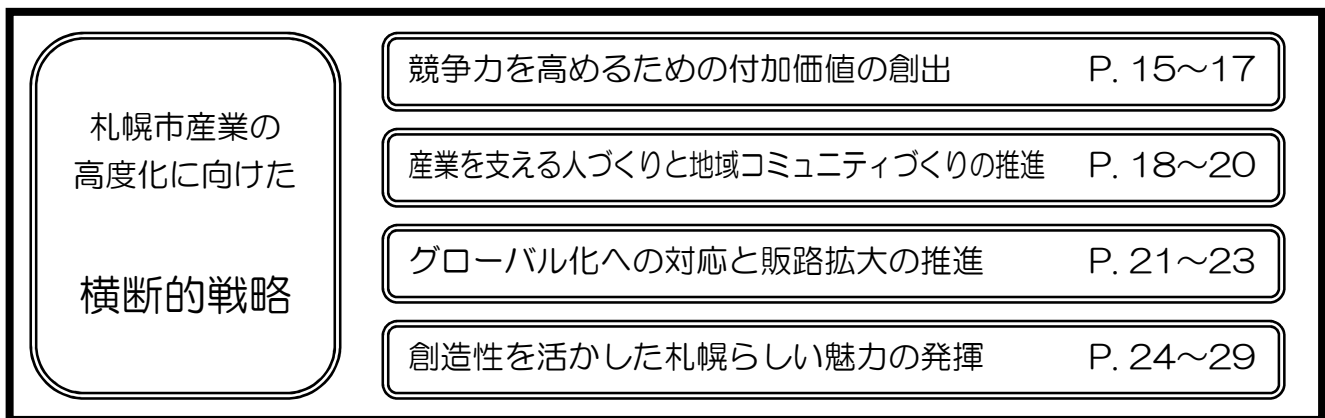 札幌市産業の
高度化に向けた
横断的戦略
競争力を高めるための付加価値の創出 P. 15～17
産業を支える人づくりと地域コミュニティづくりの推進 P. 18～20
グローバル化への対応と販路拡大の推進 P. 21～23
創造性を活かした札幌らしい魅力の発揮 P. 24～29